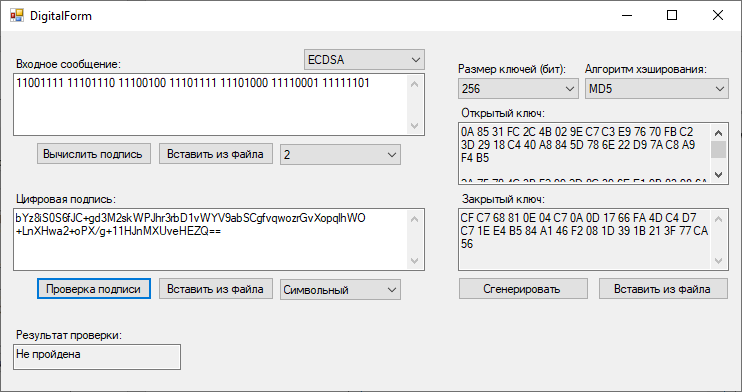 DigitalForm
Входное сообщение:
ECDSA
11001111 11101110 11100100 11101111 11101000 11110001 11111101
Вычислить подпись
Вставить из файла
2
Цифровая подпись:
bYz8iS0S6fJC+gd3M2skWPJhr3rbD1vWYV9abSCgfvqwozrGvXopqIhWO
+LnXHwa2+oPX/g+11HJnMXUveHEZQ==
Проверка подписи
Вставить из файла
Символьный
Результат проверки:
Не пройдена
Размер ключей (бит):
Алгоритм хэширования:
256
MD5
Открытый ключ:
0A 85 31 FC 2C 4B 02 9E C7 C3 E9 76 70 FB C2
3D 29 18 C4 40 A8 84 5D 78 6E 22 D9 7A C8 A9
F4 B5
Закрытый ключ:
CF C7 68 81 0E 04 C7 0A 0D 17 66 FA 4D C4 D7
C7 1E E4 B5 84 A1 46 F2 08 1D 39 1B 21 3F 77 CA
56
Сгенерировать
Вставить из файла